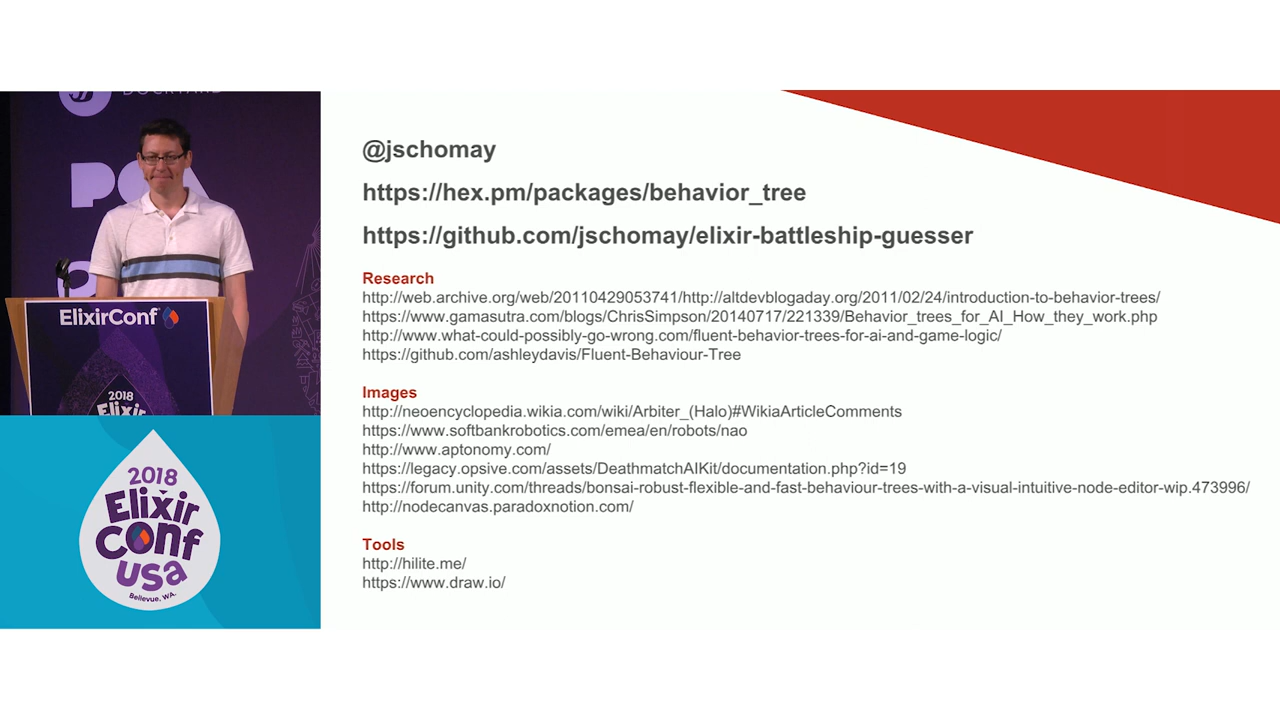 @jschomay
https://hex.pm/packages/behavior_tree
https://github.com/jschomay/elixir-battleship-guesser
Research
http://web.archive.org/web/20110429053741/http://altdevblogaday.org/2011/02/24/introduction-to-behavior-trees/
https://www.gamasutra.com/blogs/ChrisSimpson/20140717/221339/Behavior_trees_for_AI_How_they_work.php
http://www.what-could-possibly-go-wrong.com/fluent-behavior-trees-for-ai-and-game-logic/
https://github.com/ashleydavis/Fluent-Behaviour-Tree
Images
http://neoencyclopedia.wikia.com/wiki/Arbiter_(Halo)#WikiaArticleComments
https://www.softbankrobotics.com/emea/en/robots/nao
http://www.aptonomy.com/
https://legacy.opsive.com/assets/DeathmatchAIKit/documentation.php?id=19
https://forum.unity.com/threads/bonsai-robust-flexible-and-fast-behaviour-trees-with-a-visual-intuitive-node-editor-wip.473996/
http://nodecanvas.paradoxnotion.com/
Tools
http://hilite.me/
https://www.draw.io/
ElixirConf
2018
Elixir
2018
Elixir
Conf
USA
Bellevue, WA.